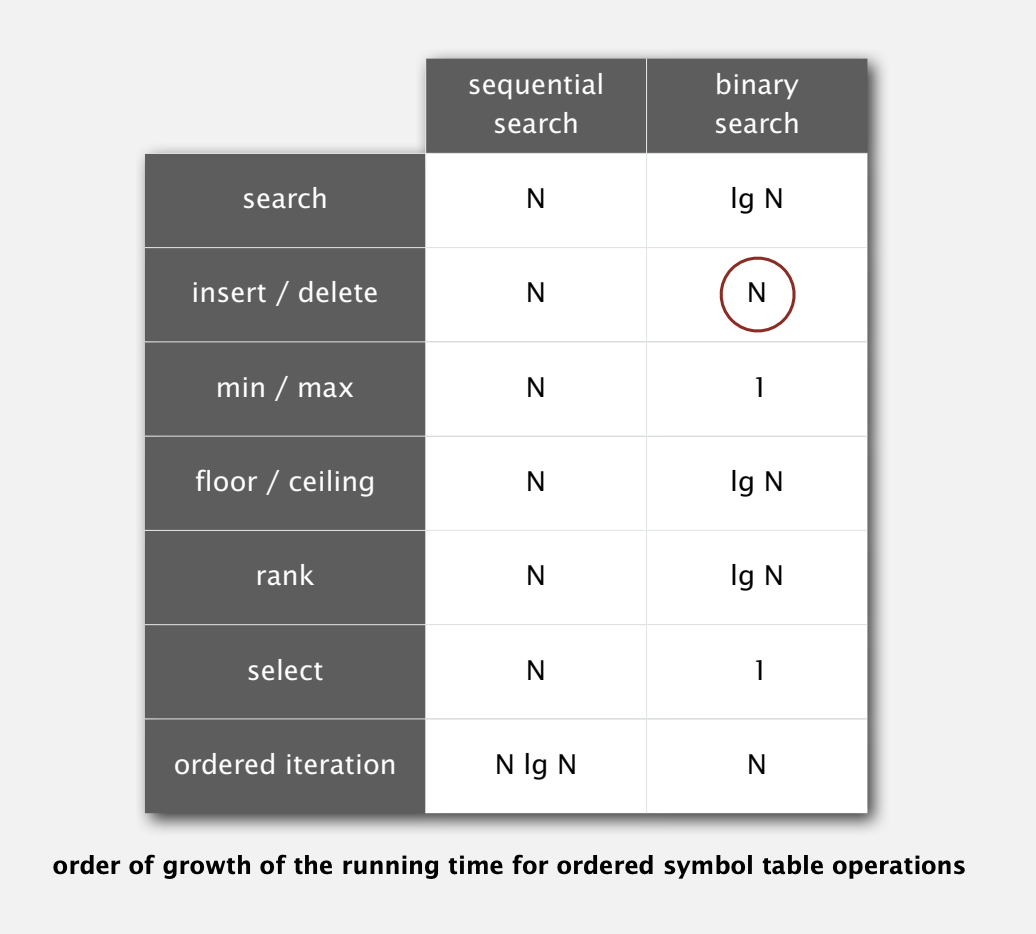 sequential search binary search
search N lg N
insert / delete N N
min / max N 1
floor / ceiling N lg N
rank N lg N
select N 1
ordered iteration N lg N N
order of growth of the running time for ordered symbol table operations